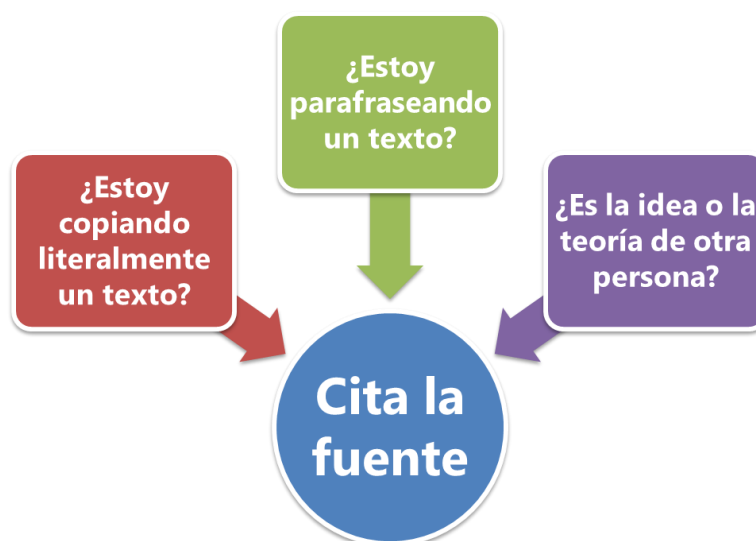 ¿Estoy
parafraseando
un texto?
¿Estoy
copiando
literalmente
un texto?
¿Es la idea o la
teoría de otra
persona?
Cita la
fuente